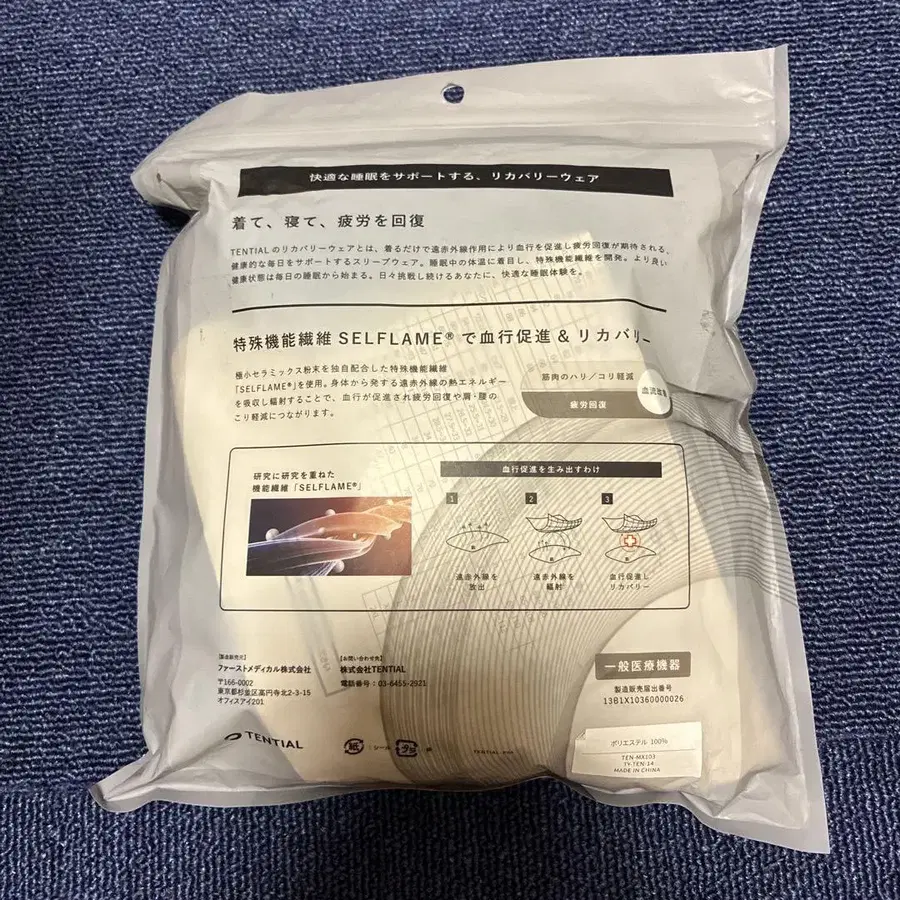 快適な睡眠をサポートする、リカバリーウェア
着て、寝て、疲労を回復
TENTIALのリカバリーウェアとは、着るだけで遠赤外線作用により血行を促進し疲労回復が期待される、
健康的な毎日をサポートするスリープウェア。睡眠中の体温に着目し、特殊機能繊維を開発。より良い
健康状態は毎日の睡眠から始まる。日々挑戦し続けるあなたに、快適な睡眠体験を。
特殊機能繊維 SELFLAME® で血行促進 & リカバリー
極小セラミックス粉末を独自配合した特殊機能繊維
「SELFLAME®」を使用。身体から発する遠赤外線の熱エネルギー
を吸収し輻射することで、血行が促進され疲労回復や肩・腰の
こり軽減につながります。
筋肉のハリ／コリ軽減
血流改善
疲労回復
研究に研究を重ねた
機能繊維「SELFLAME®」
血行促進を生み出すわけ
1
2
3
遠赤外線を
放出
遠赤外線を
輻射
血行促進し
リカバリー
【製造販売元】
ファーストメディカル株式会社
〒166-0002
東京都杉並区高円寺北2-3-15
オフィスアイ201
【お問い合わせ先】
株式会社TENTIAL
電話番号：03-6455-2921
一般医療機器
製造販売届出番号
13B1X10360000026
TENTIAL
紙
：シール
プラ
：袋
ポリエステル 100%
TEN-MX103
TY-TEN-14
MADE IN CHINA